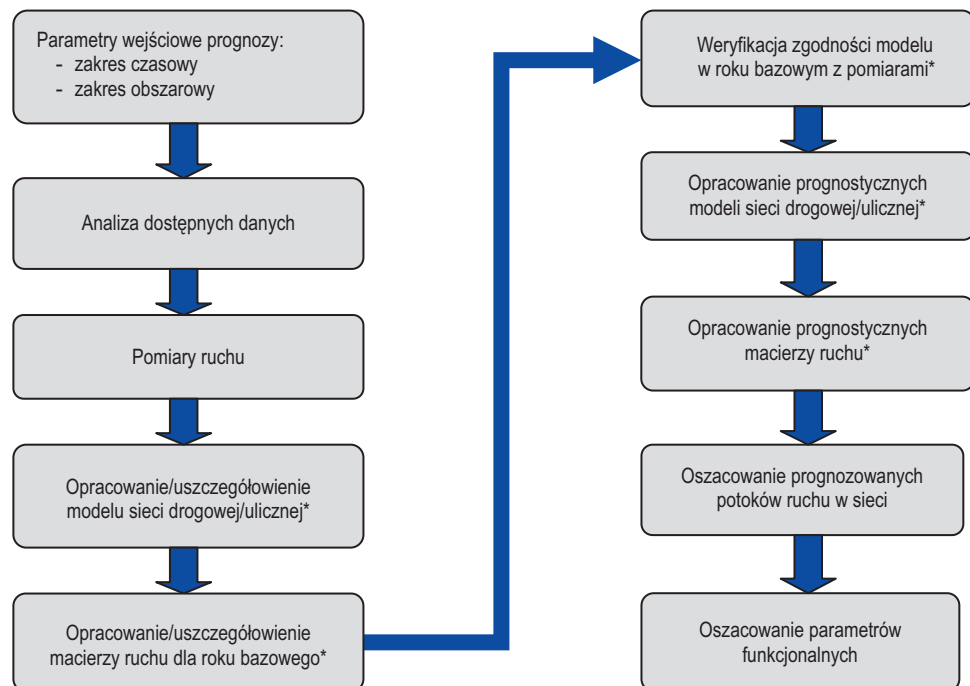 Parametry wejściowe prognozy:
- zakres czasowy
- zakres obszarowy
Analiza dostępnych danych
Pomiary ruchu
Opracowanie/uszczegółowienie
modelu sieci drogowej/ulicznej*
Opracowanie/uszczegółowienie
macierzy ruchu dla roku bazowego*
Weryfikacja zgodności modelu
w roku bazowym z pomiarami*
Opracowanie prognostycznych
modeli sieci drogowej/ulicznej*
Opracowanie prognostycznych
macierzy ruchu*
Oszacowanie prognozowanych
potoków ruchu w sieci
Oszacowanie parametrów
funkcjonalnych